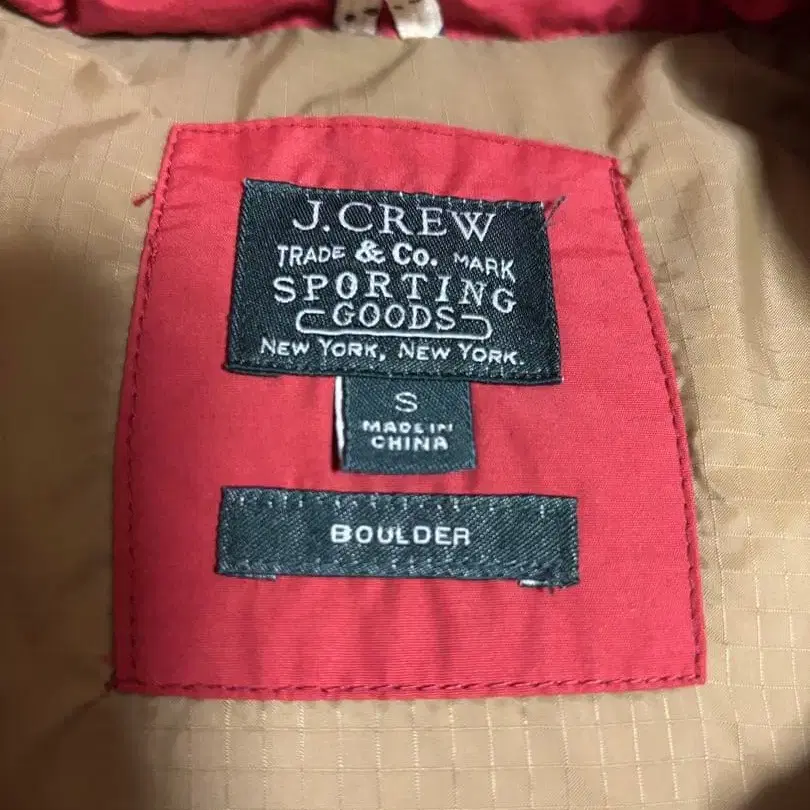 J.CREW
TRADE & Co. MARK
SPORTING
GOODS
NEW YORK, NEW YORK.
S
MADE IN
CHINA
BOULDER